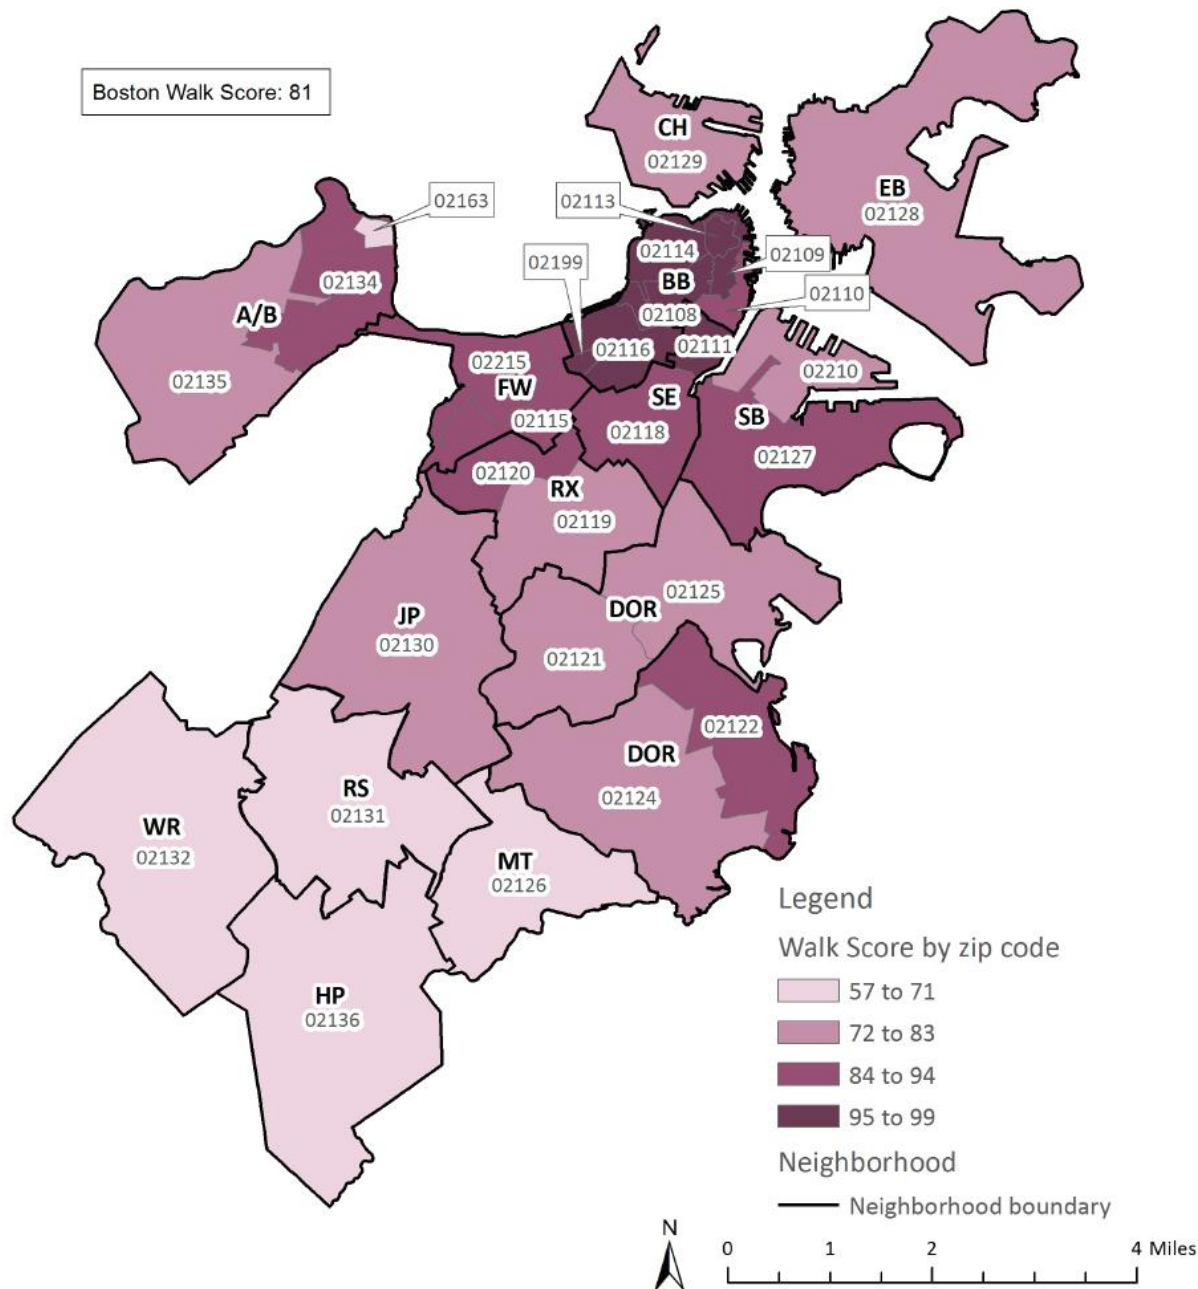 Boston Walk Score: 81
CH
02129
EB
02128
02163
02113
02114
02109
02199
BB
02134
02110
A/B
02108
02116
02111
02215
02210
02135
FW
SE
02115
SB
02118
02127
02120
RX
02119
02125
DOR
JP
02130
02121
02122
DOR
02124
RS
02131
WR
02132
MT
02126
HP
02136
Legend
Walk Score by zip code
57 to 71
72 to 83
84 to 94
95 to 99
Neighborhood
Neighborhood boundary
N
0 1 2 4 Miles